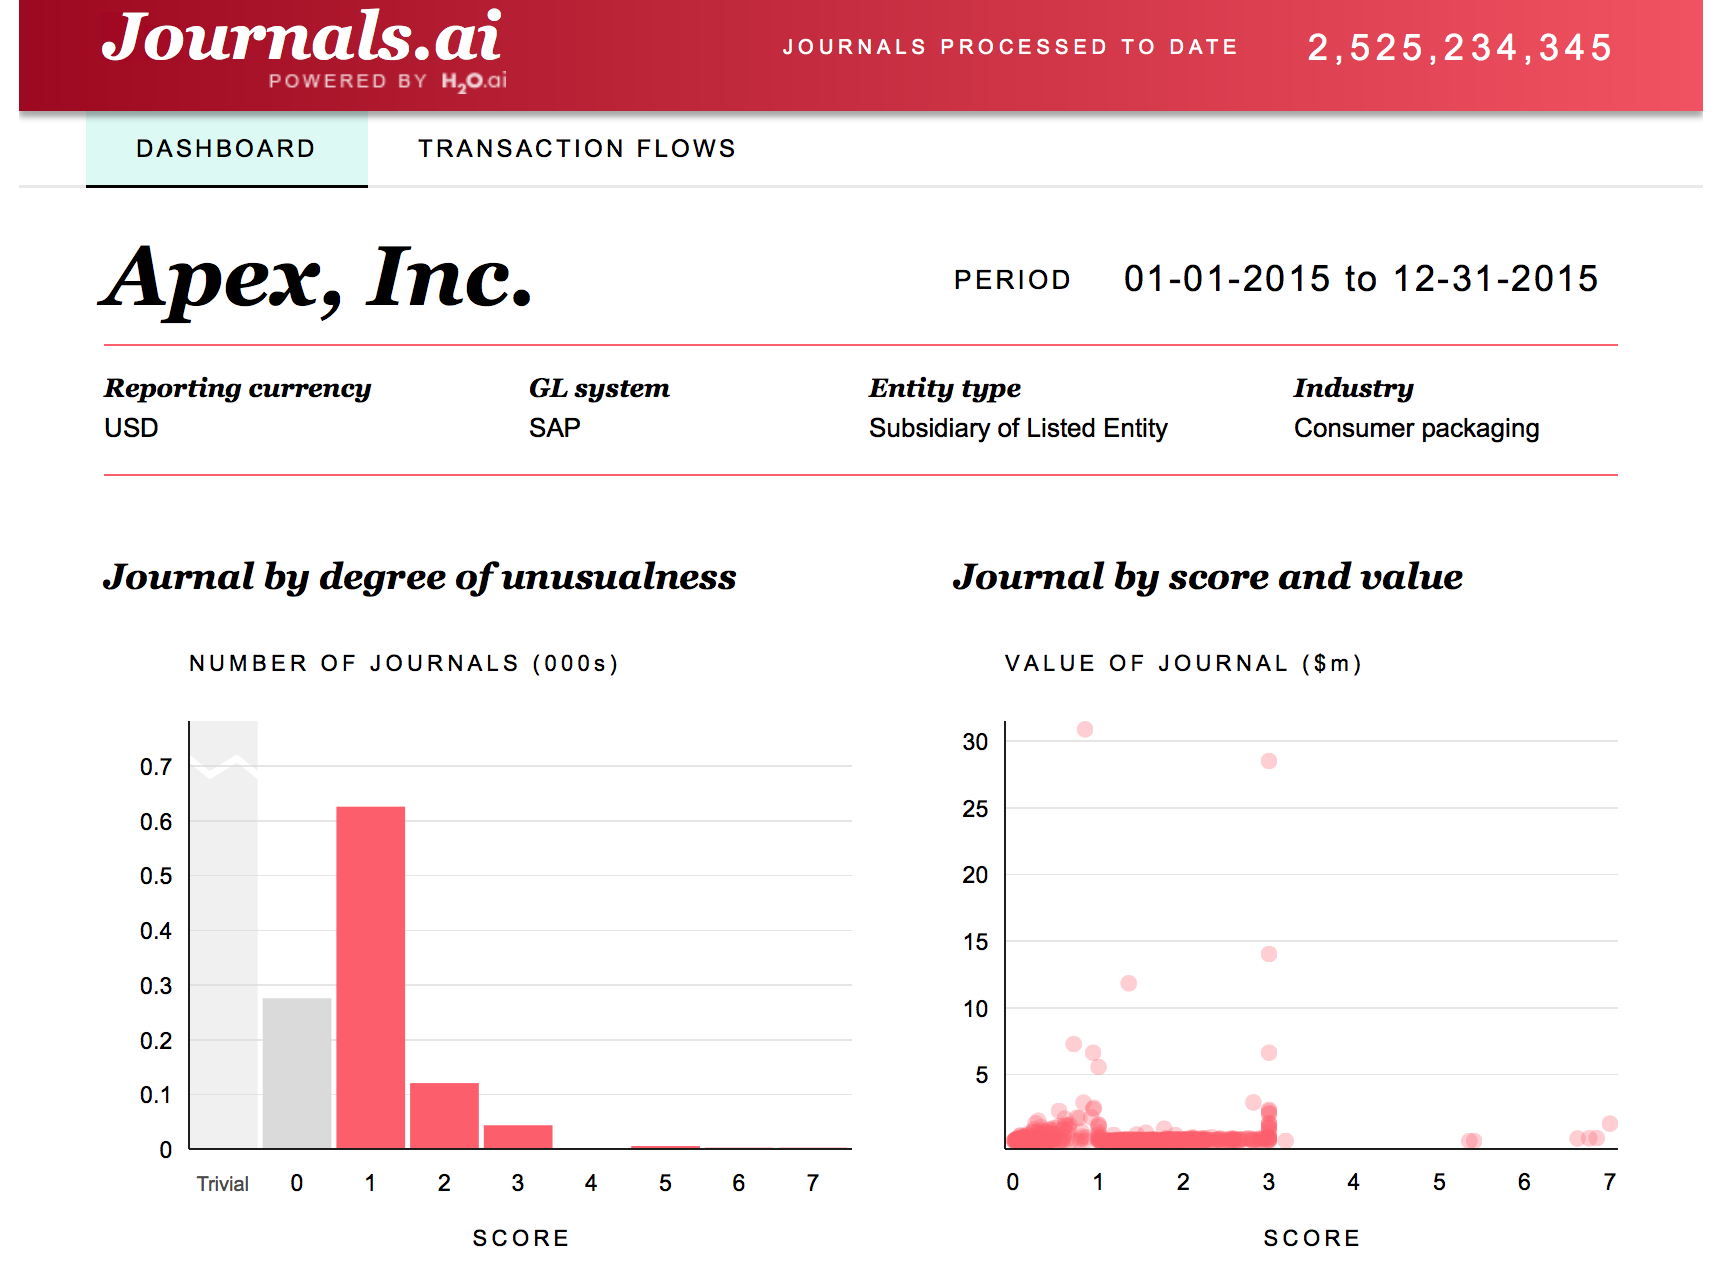 Journals.ai
POWERED BY H2O.ai
JOURNALS PROCESSED TO DATE 2,525,234,345
DASHBOARD TRANSACTION FLOWS
Apex, Inc.
PERIOD 01-01-2015 to 12-31-2015
Reporting currency GL system Entity type Industry
USD SAP Subsidiary of Listed Entity Consumer packaging
Journal by degree of unusualness
NUMBER OF JOURNALS (000s)
0.7
0.6
0.5
0.4
0.3
0.2
0.1
0
Trivial 0 1 2 3 4 5 6 7
SCORE
Journal by score and value
VALUE OF JOURNAL ($m)
30
25
20
15
10
5
0 1 2 3 4 5 6 7
SCORE